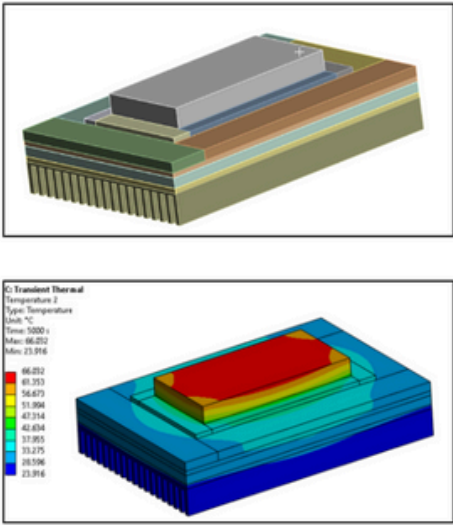 C: Transient Thermal
Temperature 2
Type: Temperature
Unit: °C
Time: 5000 s
Max: 66.032
Min: 23.916
66.032
61.353
56.673
51.994
47.314
42.634
37.955
33.275
28.596
23.916